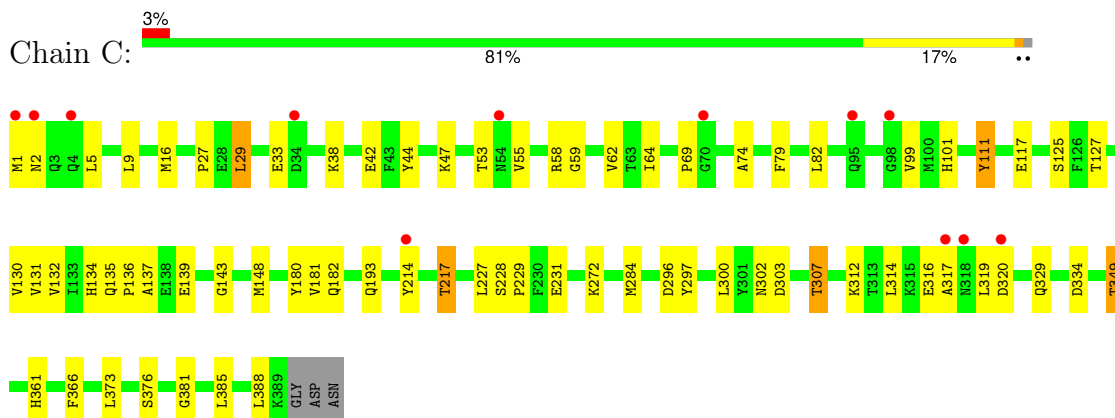 3%
Chain C:
81% 17% ••
M1 N2 Q3 Q4 L5 L9 M16 P27 E28 L29 E33 D34 K38 E42 F43 Y44 K47 T53 N54 V55 R58 G59 V62 T63 I64 P69 G70 A74 F79 L82 Q95 G98 V99 M100 H101 Y111 E117 S125 F126 T127
V130 V131 V132 I133 H134 Q135 P136 A137 E138 E139 G143 M148 Y180 V181 Q182 Q193 Y214 T217 L227 S228 P229 F230 E231 K272 M284 D296 Y297 L300 Y301 N302 D303 T307 K312 T313 L314 K315 E316 A317 N318 L319 D320 Q329 D334 T349
H361 F366 L373 S376 G381 L385 L388 K389 GLY ASP ASN